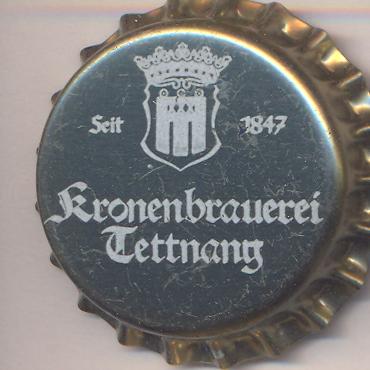 Seit 1847
Kronenbrauerei
Tettnang